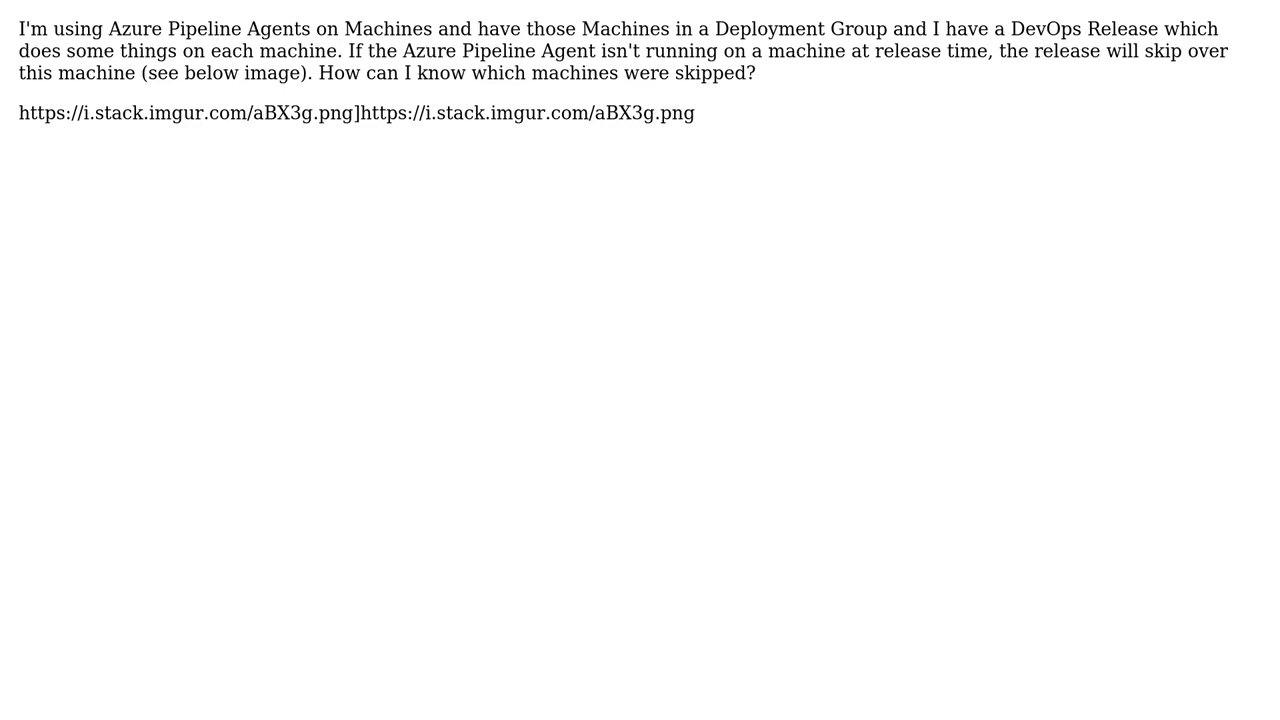 I'm using Azure Pipeline Agents on Machines and have those Machines in a Deployment Group and I have a DevOps Release which
does some things on each machine. If the Azure Pipeline Agent isn't running on a machine at release time, the release will skip over
this machine (see below image). How can I know which machines were skipped?
https://i.stack.imgur.com/aBX3g.png]https://i.stack.imgur.com/aBX3g.png